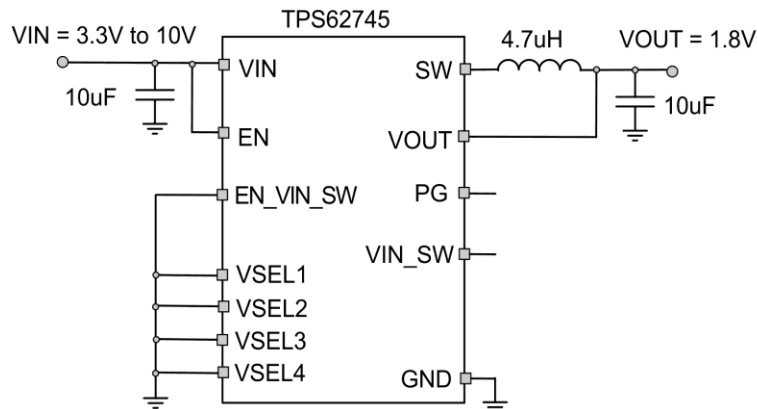 TPS62745
VIN = 3.3V to 10V
4.7uH
VOUT = 1.8V
VIN
SW
10uF
10uF
EN
VOUT
EN_VIN_SW
PG
VIN_SW
VSEL1
VSEL2
VSEL3
VSEL4
GND